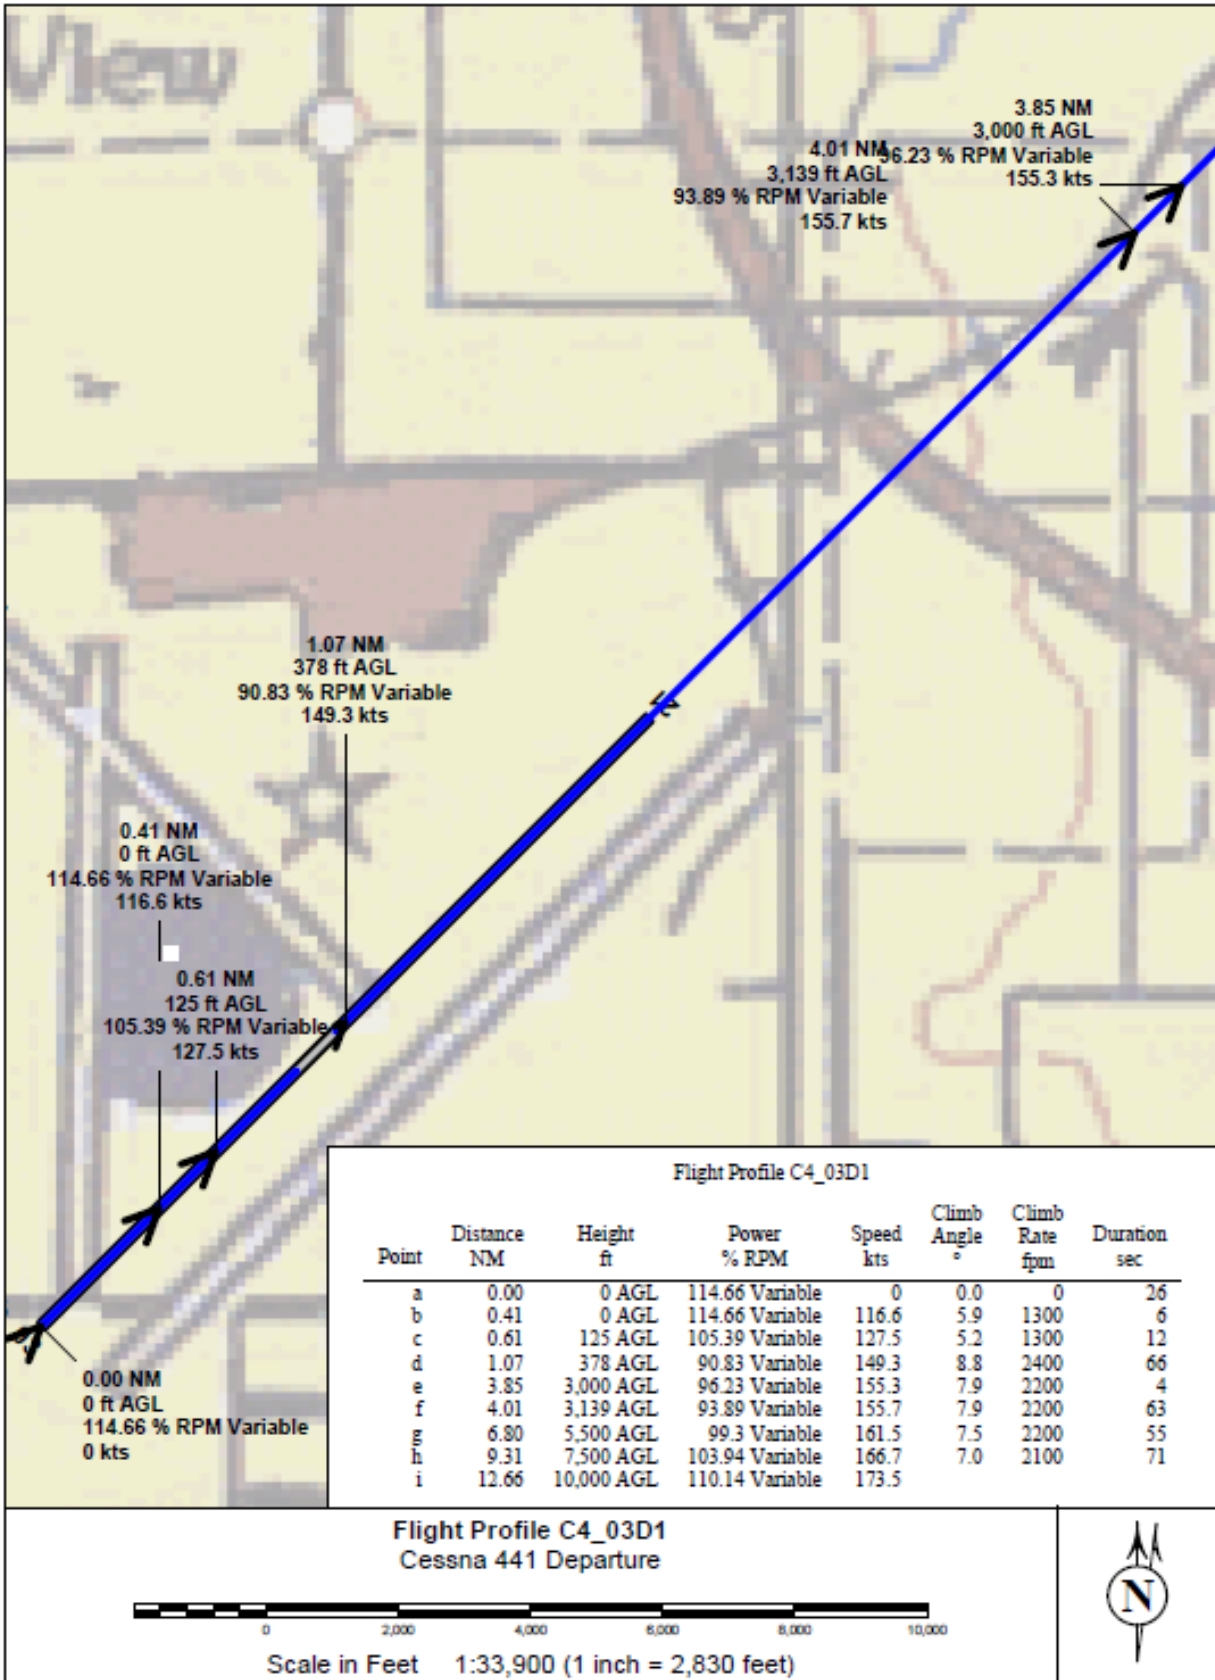 View
3.85 NM
3,000 ft AGL
96.23 % RPM Variable
155.3 kts
4.01 NM
3,139 ft AGL
93.89 % RPM Variable
155.7 kts
1.07 NM
378 ft AGL
90.83 % RPM Variable
149.3 kts
0.41 NM
0 ft AGL
114.66 % RPM Variable
116.6 kts
0.61 NM
125 ft AGL
105.39 % RPM Variable
127.5 kts
0.00 NM
0 ft AGL
114.66 % RPM Variable
0 kts
Flight Profile C4_03D1
Point Distance NM Height ft Power % RPM Speed kts Climb Angle ° Climb Rate fpm Duration sec
a 0.00 0 AGL 114.66 Variable 0 0.0 0 26
b 0.41 0 AGL 114.66 Variable 116.6 5.9 1300 6
c 0.61 125 AGL 105.39 Variable 127.5 5.2 1300 12
d 1.07 378 AGL 90.83 Variable 149.3 8.8 2400 66
e 3.85 3,000 AGL 96.23 Variable 155.3 7.9 2200 4
f 4.01 3,139 AGL 93.89 Variable 155.7 7.9 2200 63
g 6.80 5,500 AGL 99.3 Variable 161.5 7.5 2200 55
h 9.31 7,500 AGL 103.94 Variable 166.7 7.0 2100 71
i 12.66 10,000 AGL 110.14 Variable 173.5
Flight Profile C4_03D1
Cessna 441 Departure
0 2,000 4,000 6,000 8,000 10,000
Scale in Feet 1:33,900 (1 inch = 2,830 feet)
N